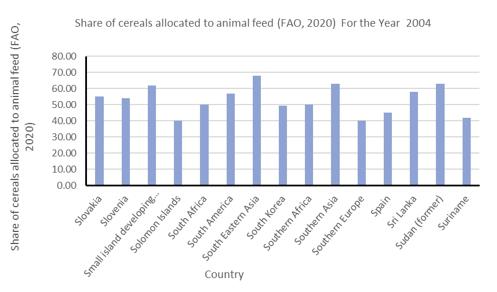 Share of cereals allocated to animal feed (FAO, 2020) For the Year 2004
Share of cereals allocated to animal feed (FAO,
2020)
80.00
70.00
60.00
50.00
40.00
30.00
20.00
10.00
0.00
Slovakia
Slovenia
Small island developing...
Solomon Islands
South Africa
South America
South Eastern Asia
South Korea
Southern Africa
Southern Asia
Southern Europe
Spain
Sri Lanka
Sudan (former)
Suriname
Country